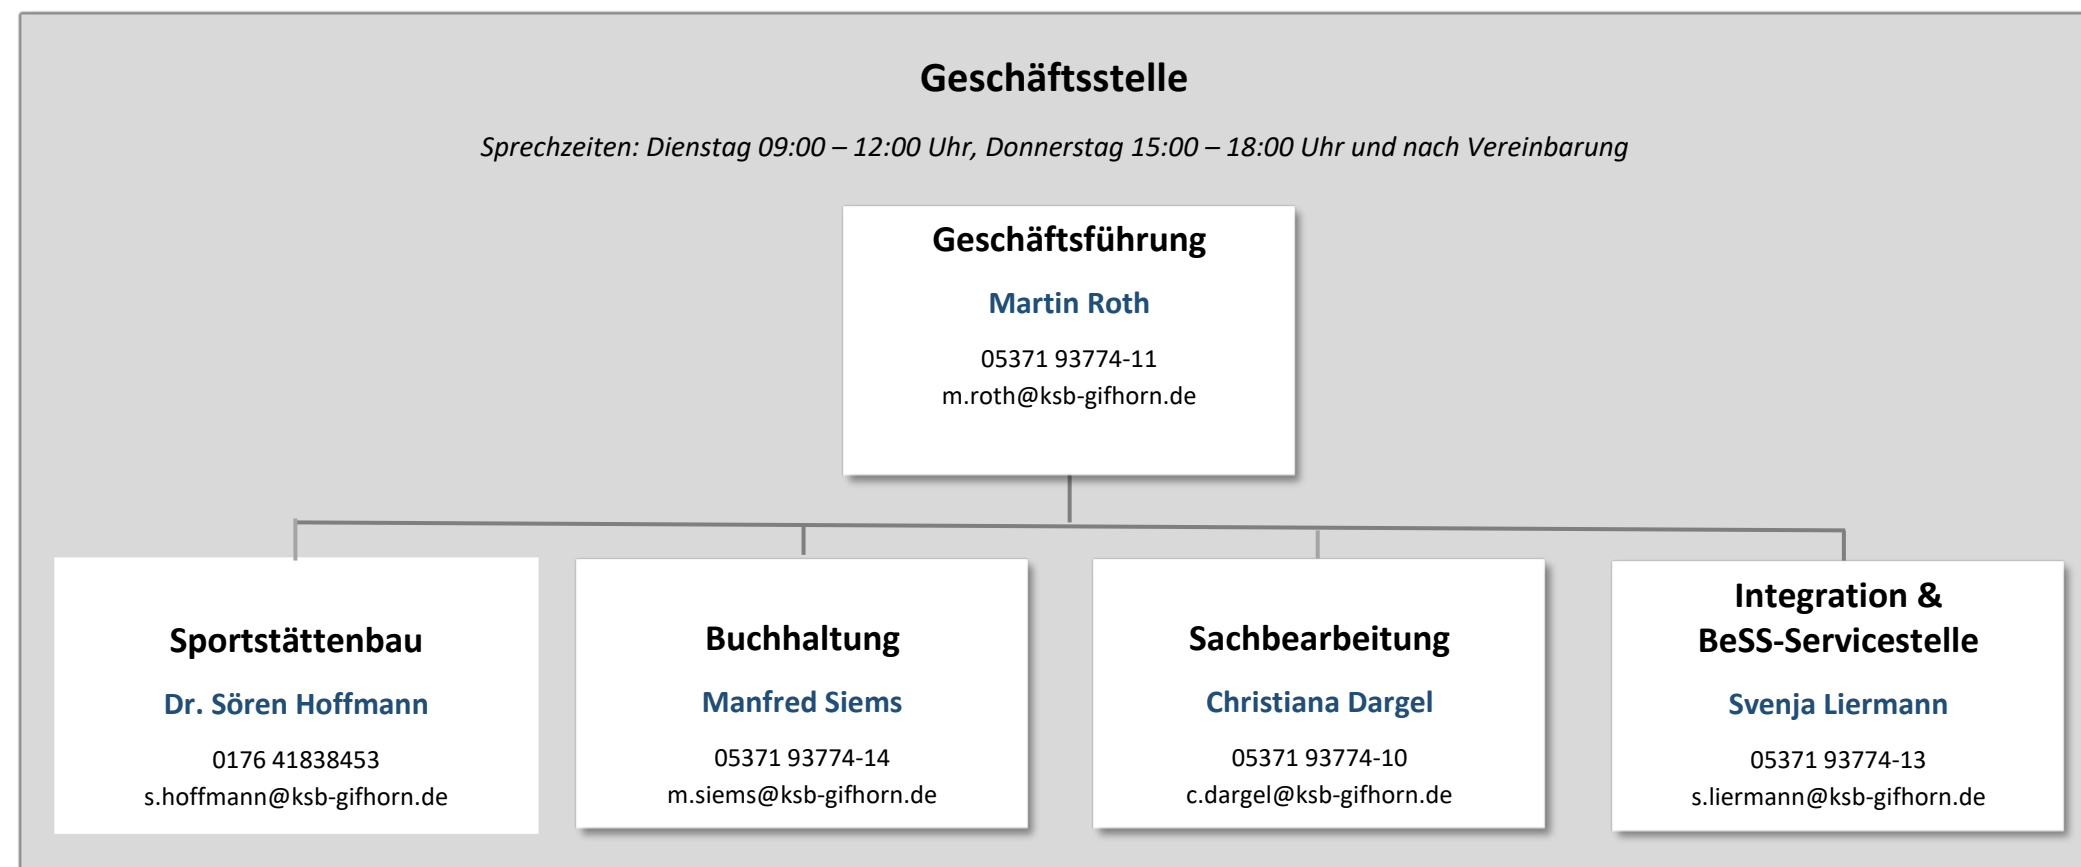 Geschäftsstelle
Sprechzeiten: Dienstag 09:00 – 12:00 Uhr, Donnerstag 15:00 – 18:00 Uhr und nach Vereinbarung
Geschäftsführung
Martin Roth
05371 93774-11
m.roth@ksb-gifhorn.de
Sportstättenbau
Dr. Sören Hoffmann
0176 41838453
s.hoffmann@ksb-gifhorn.de
Buchhaltung
Manfred Siems
05371 93774-14
m.siems@ksb-gifhorn.de
Sachbearbeitung
Christiana Dargel
05371 93774-10
c.dargel@ksb-gifhorn.de
Integration &
BeSS-Servicestelle
Svenja Liermann
05371 93774-13
s.liermann@ksb-gifhorn.de